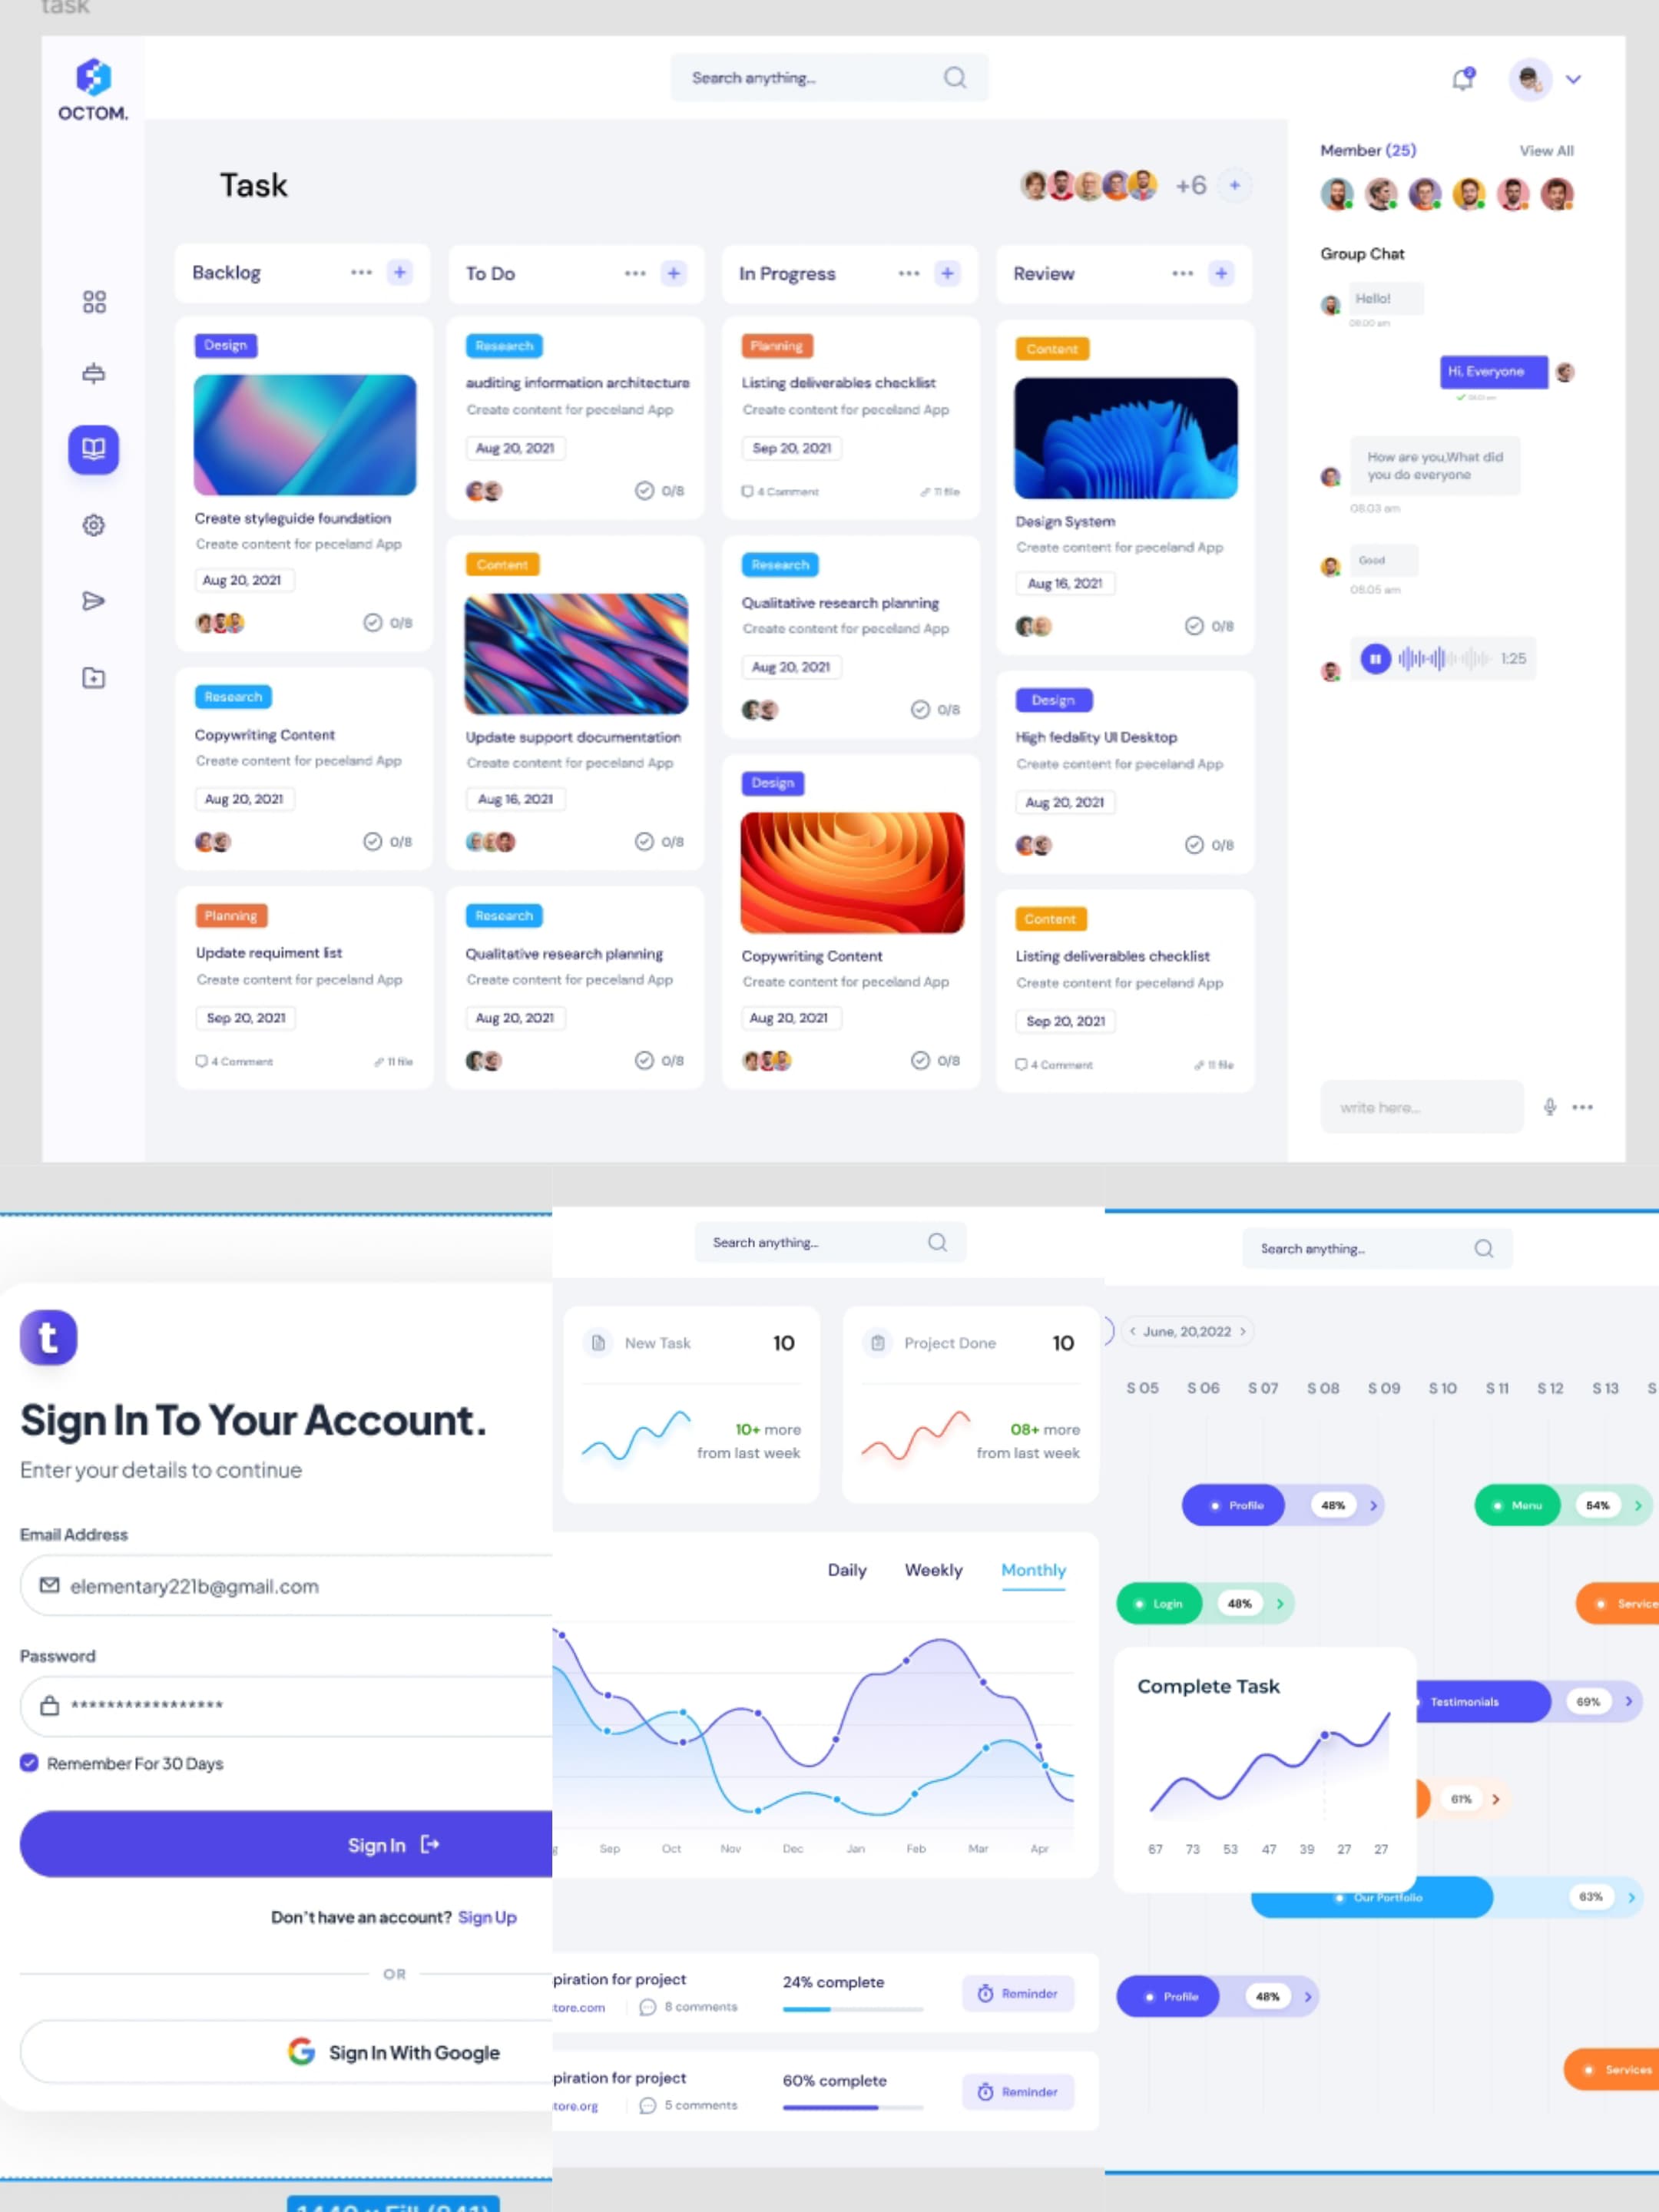 task
OCTOM.
Search anything...
2
Task
+6
Member (25)
View All
Backlog
To Do
In Progress
Review
Design
Create styleguide foundation
Create content for peceland App
Aug 20, 2021
0/8
Research
Copywriting Content
Create content for peceland App
Aug 20, 2021
0/8
Planning
Update requiment list
Create content for peceland App
Sep 20, 2021
4 Comment
11 file
Research
auditing information architecture
Create content for peceland App
Aug 20, 2021
0/8
Content
Update support documentation
Create content for peceland App
Aug 16, 2021
0/8
Research
Qualitative research planning
Create content for peceland App
Aug 20, 2021
0/8
Planning
Listing deliverables checklist
Create content for peceland App
Sep 20, 2021
4 Comment
11 file
Research
Qualitative research planning
Create content for peceland App
Aug 20, 2021
0/8
Design
Copywriting Content
Create content for peceland App
Aug 20, 2021
0/8
Content
Design System
Create content for peceland App
Aug 16, 2021
0/8
Design
High fedality UI Desktop
Create content for peceland App
Aug 20, 2021
0/8
Content
Listing deliverables checklist
Create content for peceland App
Sep 20, 2021
4 Comment
11 file
Group Chat
Hello!
08.00 am
Hi, Everyone
How are you,What did
you do everyone
08.03 am
Good
08.05 am
1:25
write here...
t
Sign In To Your Account.
Enter your details to continue
Email Address
elementary221b@gmail.com
Password
*****************
Remember For 30 Days
Sign In
Don't have an account? Sign Up
OR
Sign In With Google
1440 x Fill (941)
Search anything...
New Task 10
10+ more
from last week
Project Done 10
08+ more
from last week
Daily Weekly Monthly
Sep Oct Nov Dec Jan Feb Mar Apr
piration for project
tore.com
8 comments
24% complete
Reminder
piration for project
tore.org
5 comments
60% complete
Reminder
Search anything...
< June, 20,2022 >
S 05 S 06 S 07 S 08 S 09 S 10 S 11 S 12 S 13 S
Profile 48%
Menu 54%
Login 48%
Service
Complete Task
67 73 53 47 39 27 27
Testimonials 69%
61%
Our Portfolio 63%
Profile 48%
Services